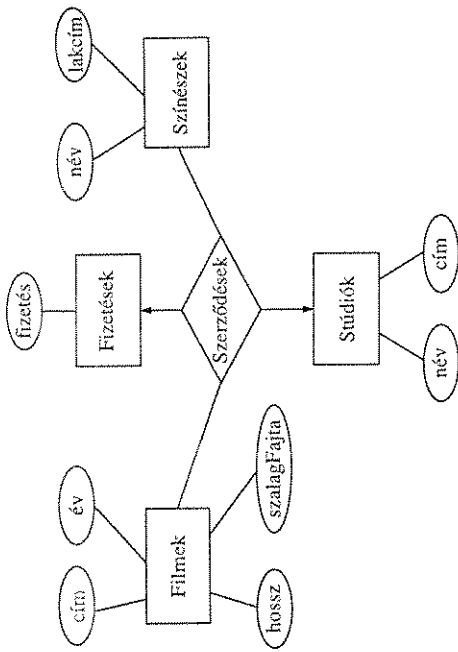 fizetés
név
lakcím
Fizetések
Színészek
cím
év
Szerződések
Filmek
hossz
szalagFajta
Stúdiók
név
cím